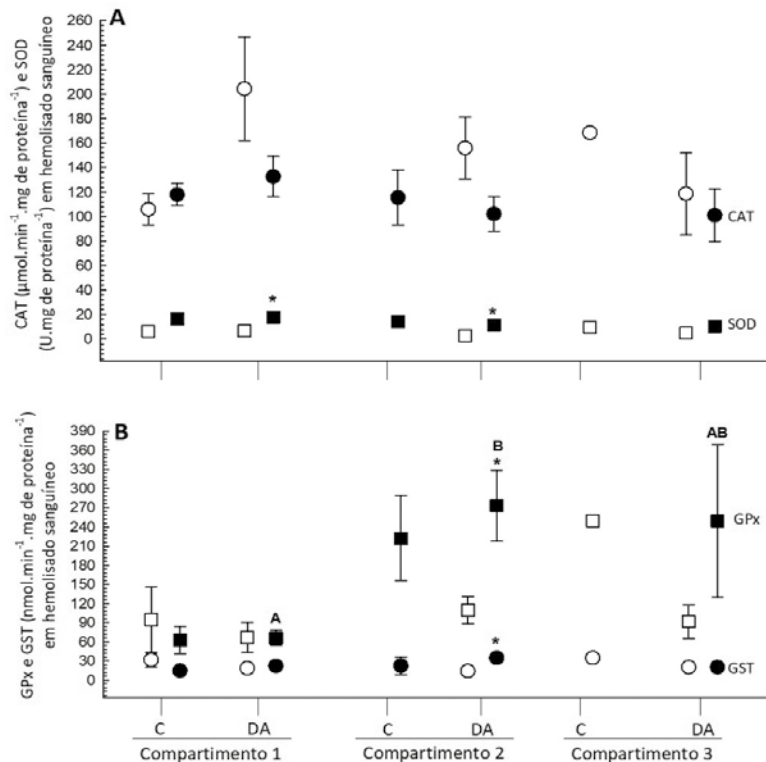 A
CAT (µmol.min⁻¹.mg de proteína⁻¹) e SOD
(U.mg de proteína⁻¹) em hemolisado sanguíneo
260
240
220
200
180
160
140
120
100
80
60
40
20
0
CAT
*
*
SOD
B
GPx e GST (nmol.min⁻¹.mg de proteína⁻¹)
em hemolisado sanguíneo
390
360
330
300
270
240
210
180
150
120
90
60
30
0
B
*
AB
GPx
A
*
GST
C DA C DA C DA
Compartimento 1 Compartimento 2 Compartimento 3